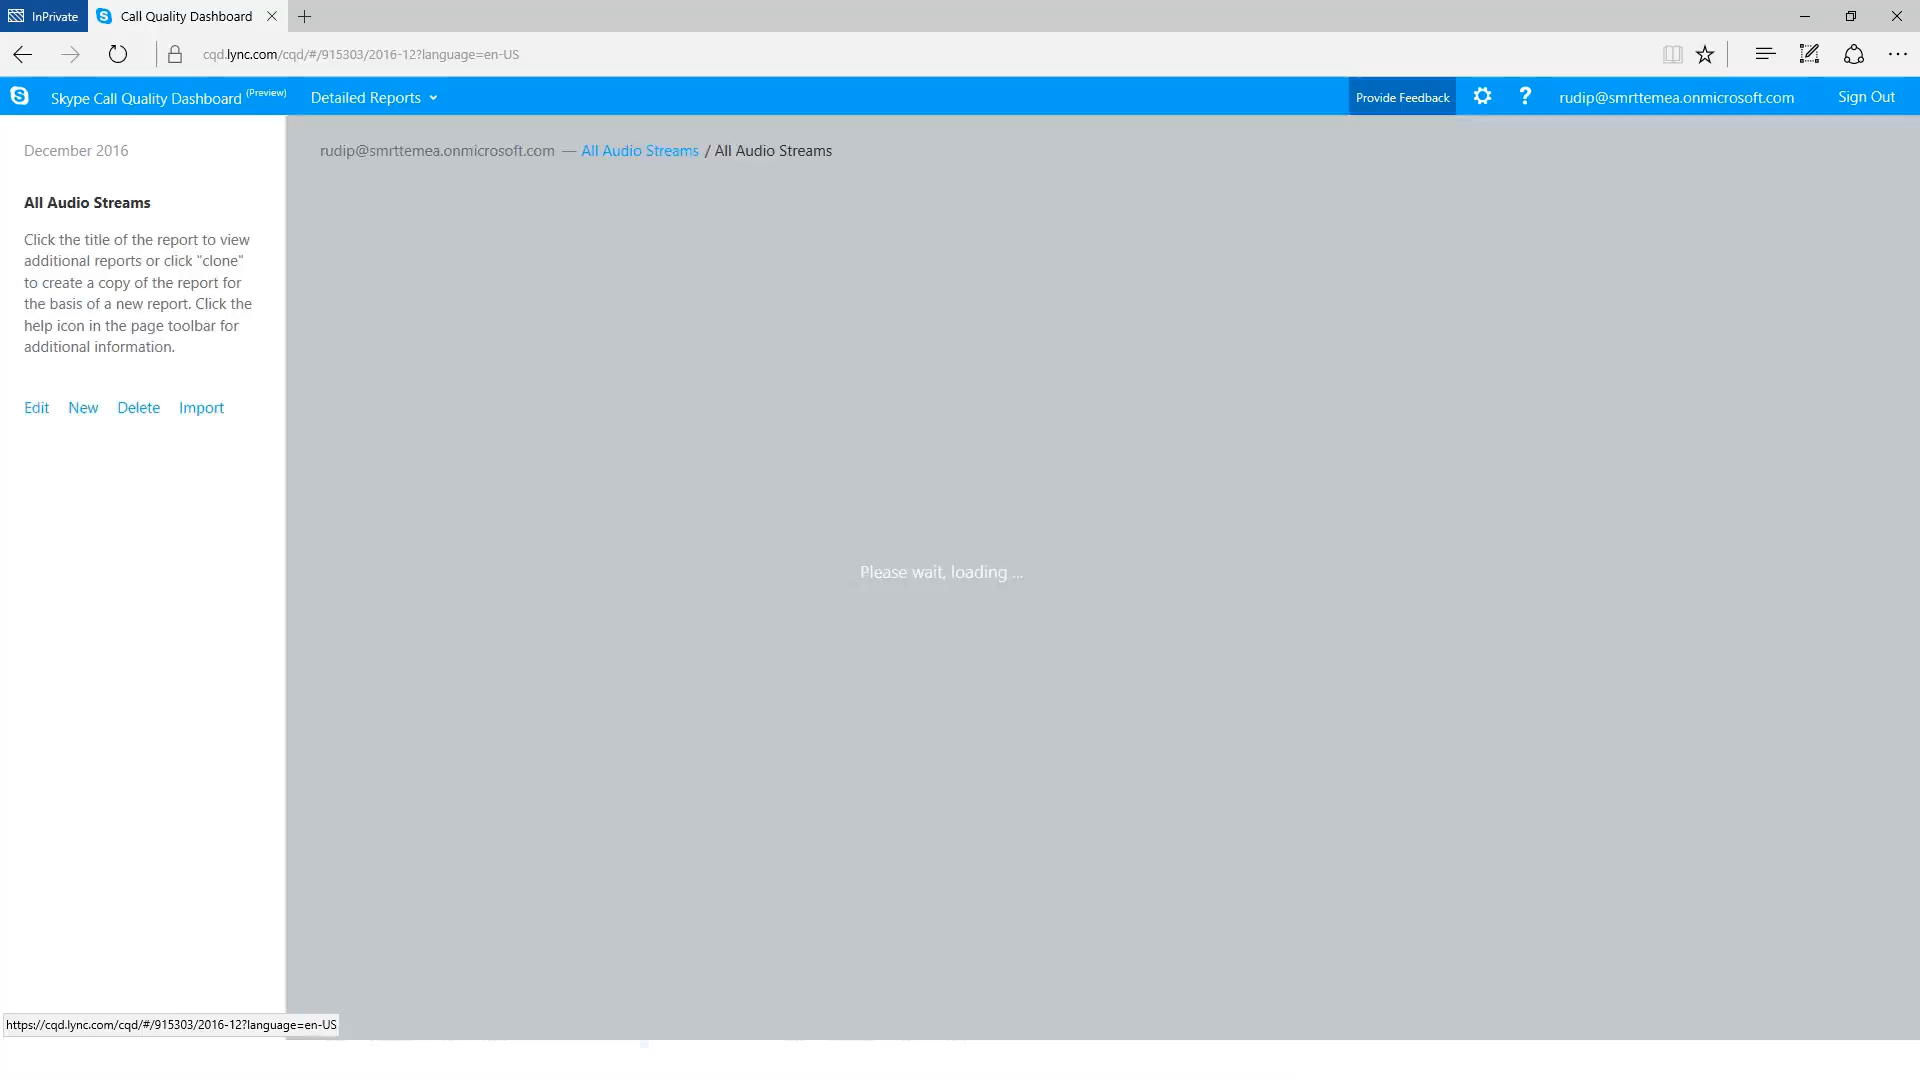 InPrivate
Call Quality Dashboard
cqd.lync.com/cqd/#/915303/2016-12?language=en-US
Skype Call Quality Dashboard (Preview)
Detailed Reports
Provide Feedback
?
rudip@smrttemea.onmicrosoft.com
Sign Out
December 2016
rudip@smrttemea.onmicrosoft.com — All Audio Streams / All Audio Streams
All Audio Streams
Click the title of the report to view
additional reports or click "clone"
to create a copy of the report for
the basis of a new report. Click the
help icon in the page toolbar for
additional information.
Edit New Delete Import
Please wait, loading ...
https://cqd.lync.com/cqd/#/915303/2016-12?language=en-US